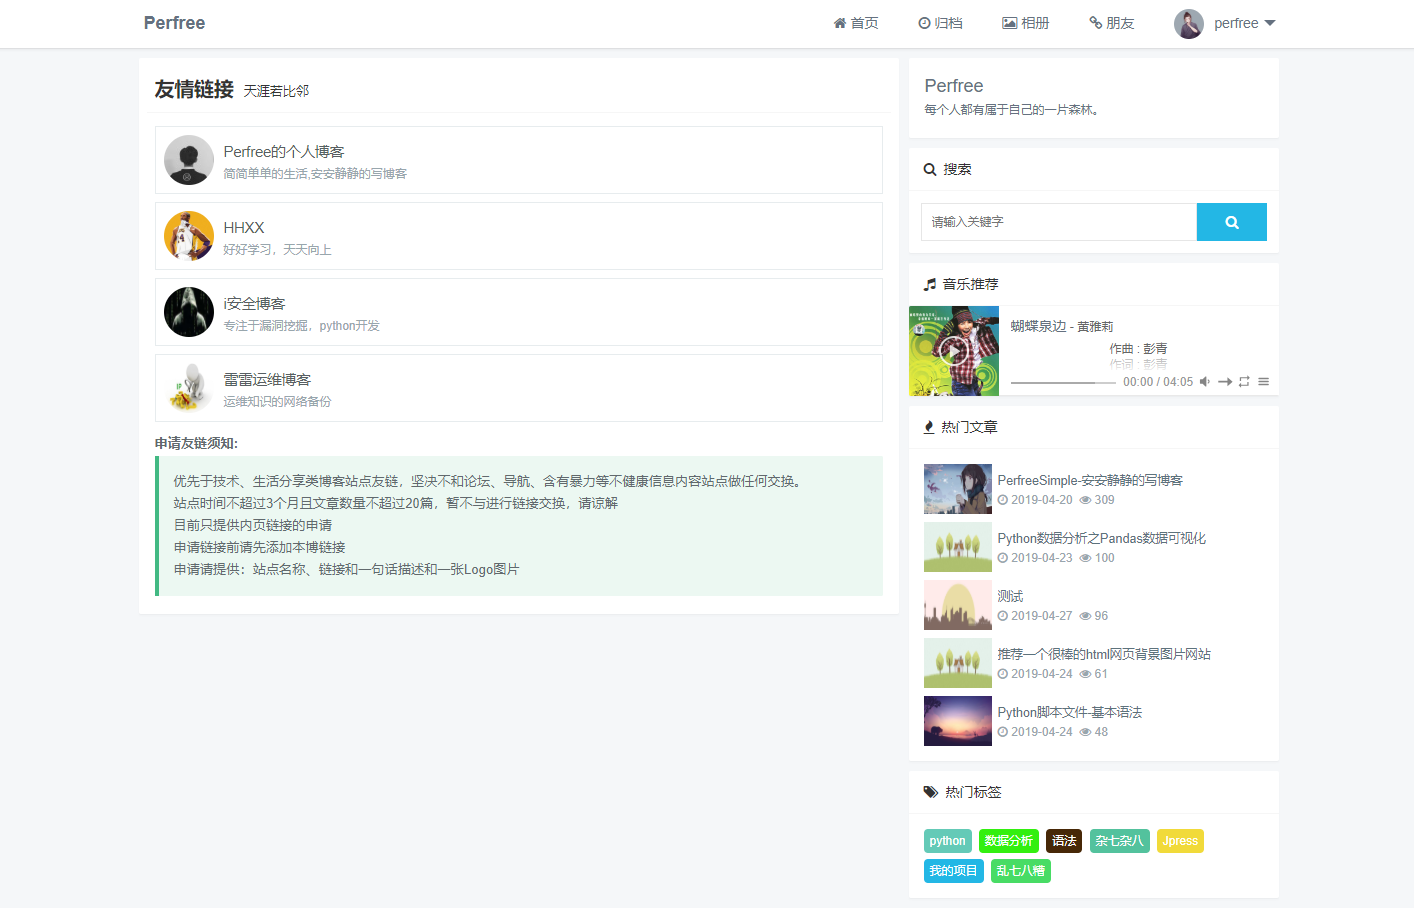 Perfree
首页
归档
相册
朋友
perfree
友情链接 天涯若比邻
Perfree的个人博客
简简单单的生活,安安静静的写博客
HHXX
好好学习，天天向上
i安全博客
专注于漏洞挖掘，python开发
雷雷运维博客
运维知识的网络备份
申请友链须知:
优先于技术、生活分享类博客站点友链，坚决不和论坛、导航、含有暴力等不健康信息内容站点做任何交换。
站点时间不超过3个月且文章数量不超过20篇，暂不与进行链接交换，请谅解
目前只提供内页链接的申请
申请链接前请先添加本博链接
申请请提供：站点名称、链接和一句话描述和一张Logo图片
Perfree
每个人都有属于自己的一片森林。
搜索
请输入关键字
音乐推荐
蝴蝶泉边 - 黄雅莉
作曲 : 彭青
作词 : 彭青
00:00 / 04:05
热门文章
PerfreeSimple-安安静静的写博客
2019-04-20 309
Python数据分析之Pandas数据可视化
2019-04-23 100
测试
2019-04-27 96
推荐一个很棒的html网页背景图片网站
2019-04-24 61
Python脚本文件-基本语法
2019-04-24 48
热门标签
python 数据分析 语法 杂七杂八 Jpress
我的项目 乱七八糟